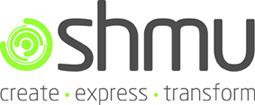 shmu
create • express • transform